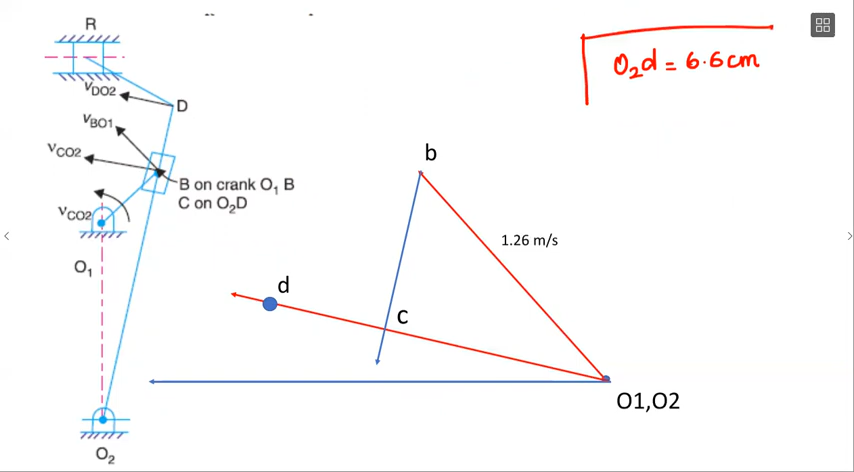 R
vDO2
D
vBO1
vCO2
B on crank O1 B
C on O2D
vCO2
O1
O2
O2d = 6.6cm
b
1.26 m/s
d
c
O1,O2